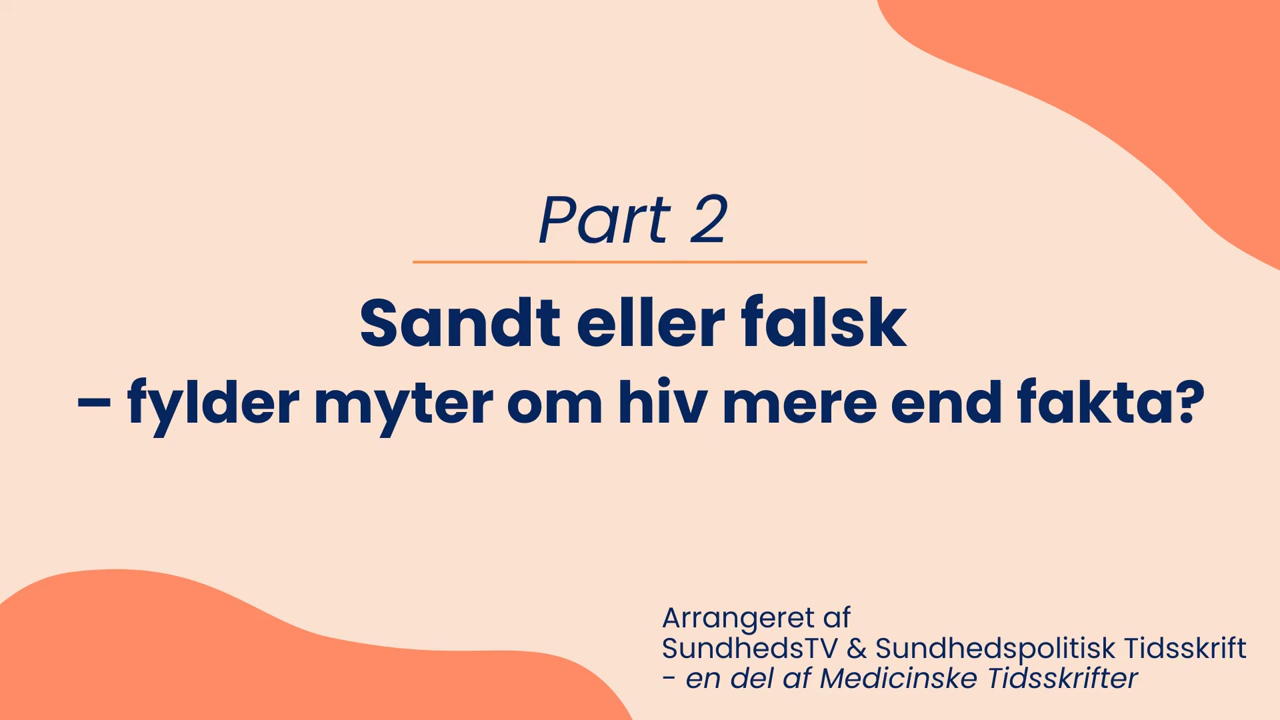 Part 2
Sandt eller falsk
– fylder myter om hiv mere end fakta?
Arrangeret af
SundhedsTV & Sundhedspolitisk Tidsskrift
- en del af Medicinske Tidsskrifter